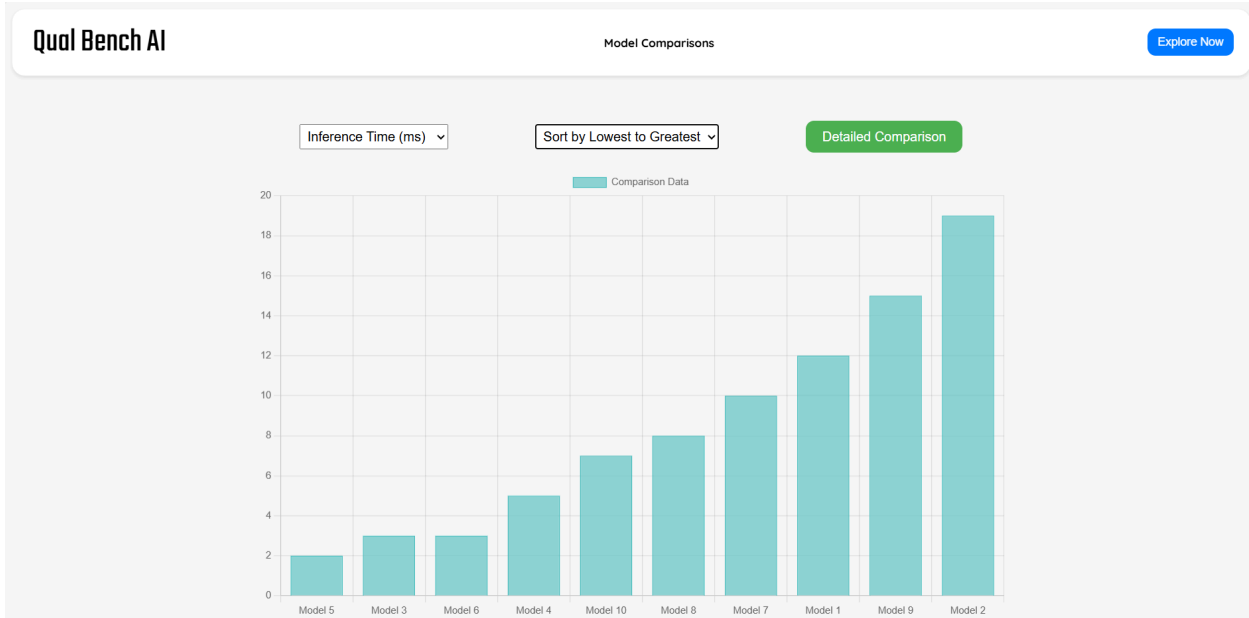 Qual Bench AI
Model Comparisons
Explore Now
Inference Time (ms)
Sort by Lowest to Greatest
Detailed Comparison
Comparison Data
20
18
16
14
12
10
8
6
4
2
0
Model 5 Model 3 Model 6 Model 4 Model 10 Model 8 Model 7 Model 1 Model 9 Model 2